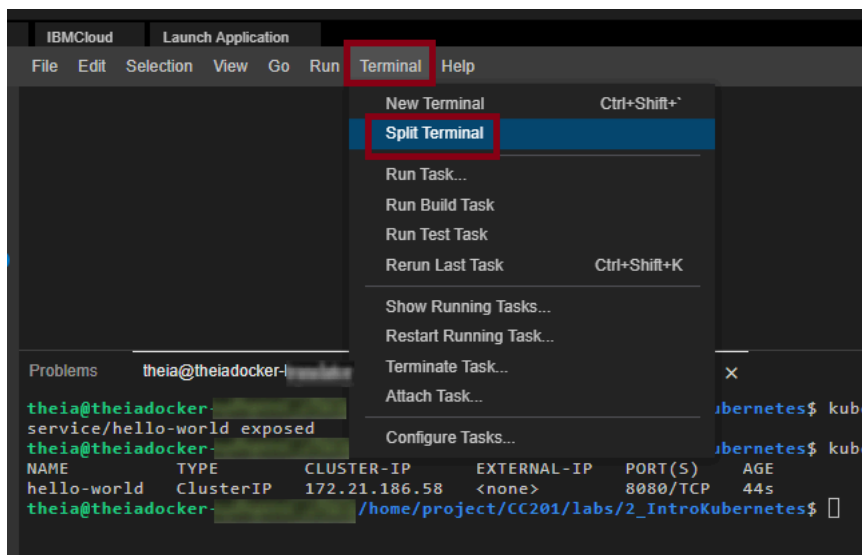 IBMCloud Launch Application
File Edit Selection View Go Run Terminal Help
New Terminal Ctrl+Shift+`
Split Terminal
Run Task...
Run Build Task
Run Test Task
Rerun Last Task Ctrl+Shift+K
Show Running Tasks...
Restart Running Task...
Terminate Task...
Attach Task...
Configure Tasks...
Problems theia@theiadocker- ×
theia@theiadocker- ubernetes$ kub
service/hello-world exposed
theia@theiadocker- ubernetes$ kub
NAME TYPE CLUSTER-IP EXTERNAL-IP PORT(S) AGE
hello-world ClusterIP 172.21.186.58 <none> 8080/TCP 44s
theia@theiadocker- /home/project/CC201/labs/2_IntroKubernetes$